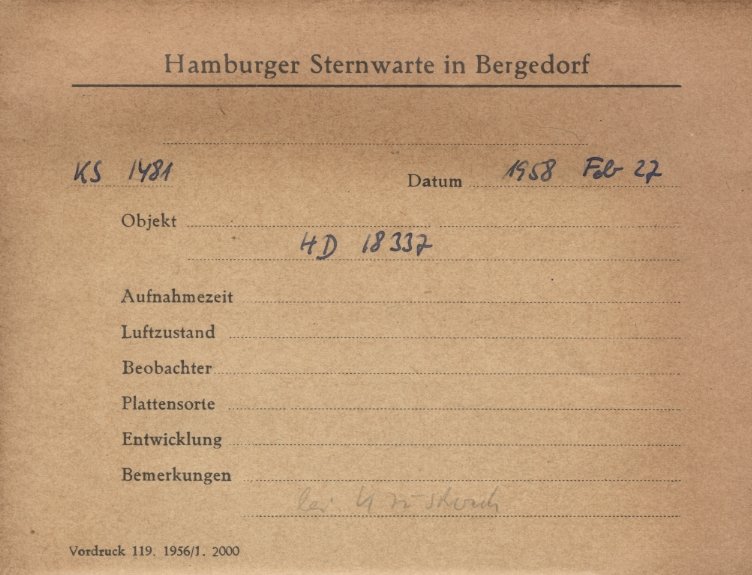 Hamburger Sternwarte in Bergedorf
KS 1481 Datum 1958 Feb 27
Objekt
HD 18337
Aufnahmezeit
Luftzustand
Beobachter
Plattensorte
Entwicklung
Bemerkungen
bei
Vordruck 119. 1956/1. 2000